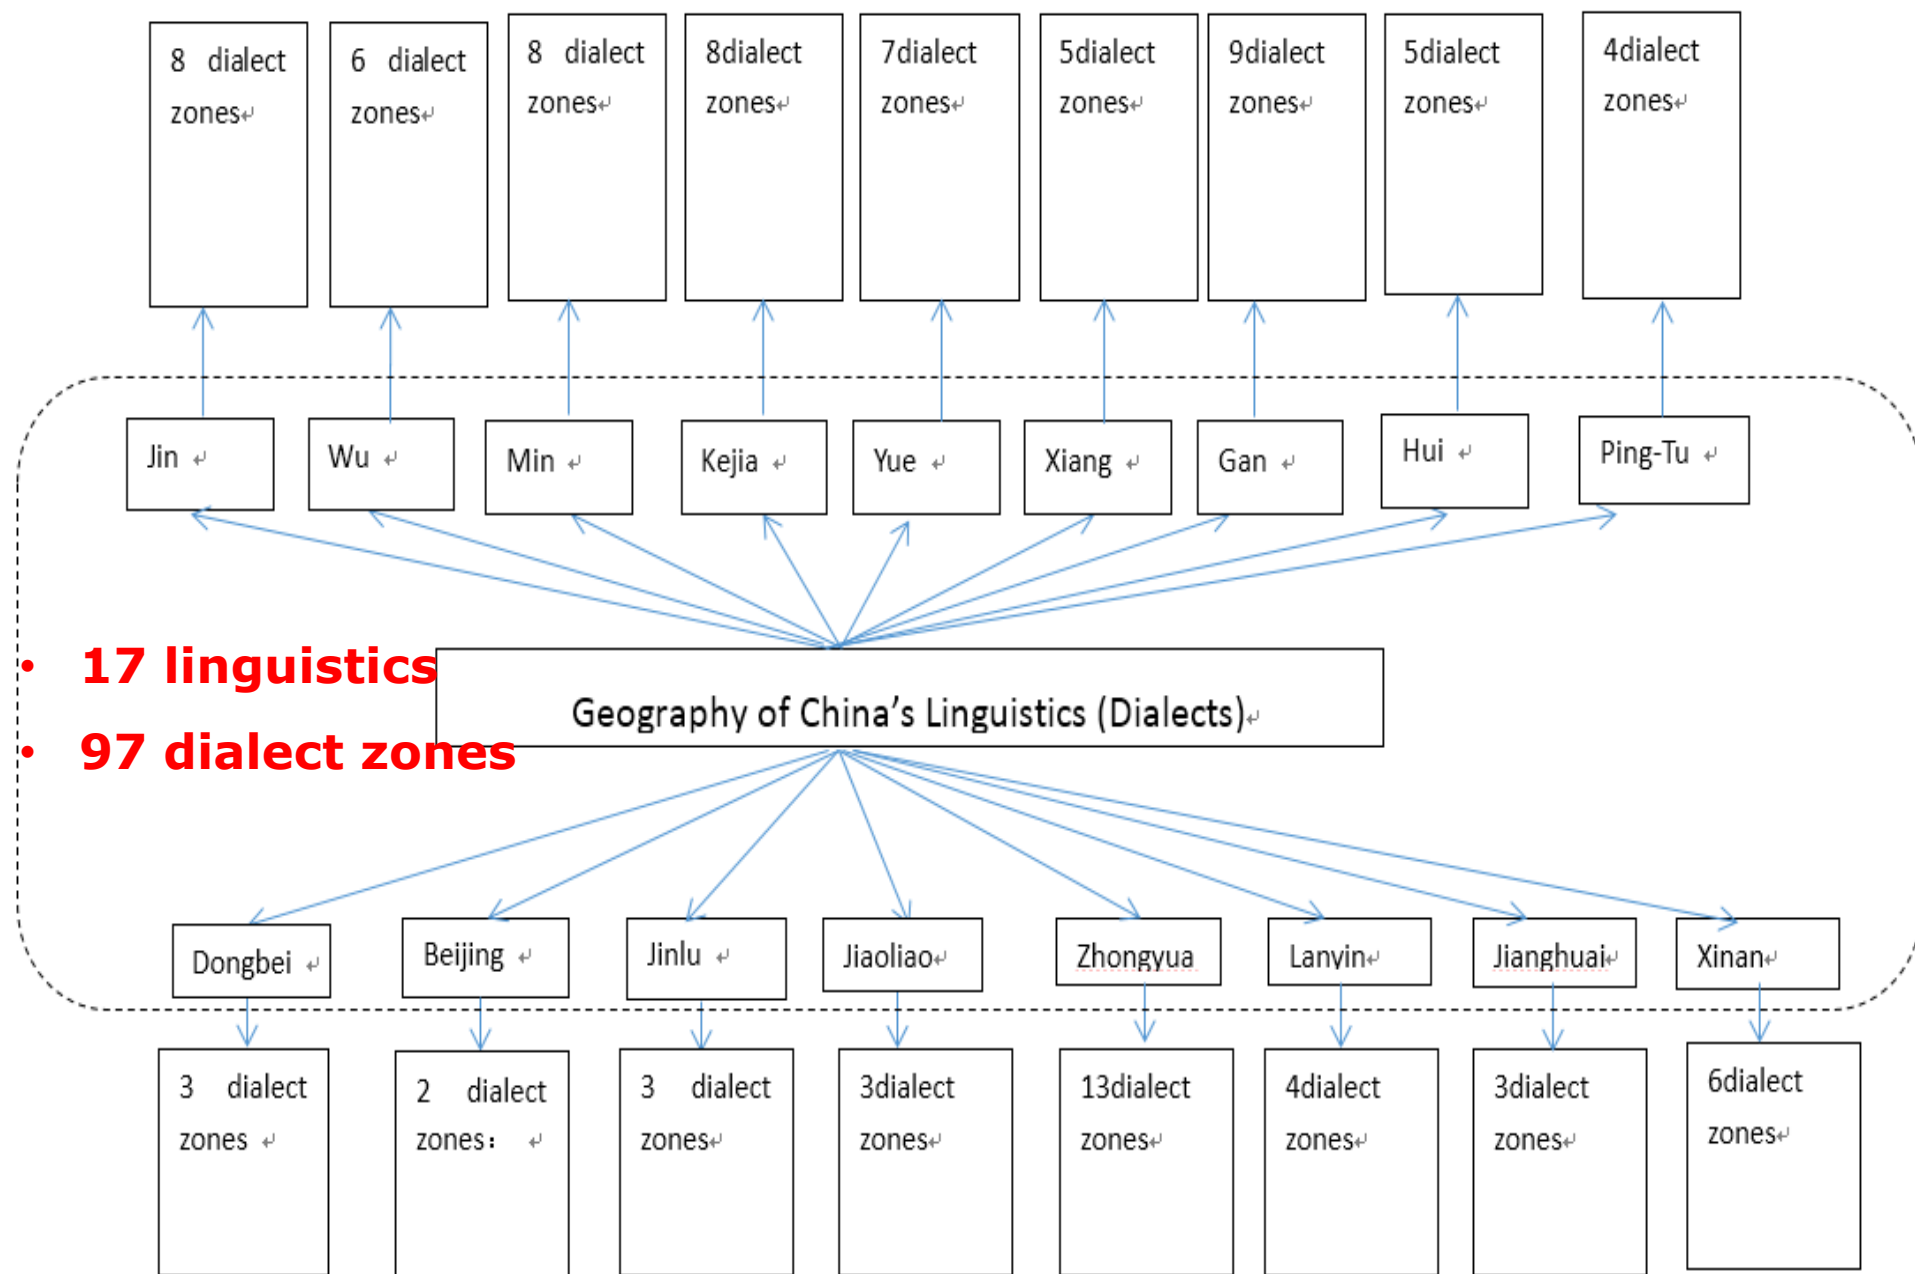 8 dialect
zones
6 dialect
zones
8 dialect
zones
8dialect
zones
7dialect
zones
5dialect
zones
9dialect
zones
5dialect
zones
4dialect
zones
Jin
Wu
Min
Kejia
Yue
Xiang
Gan
Hui
Ping-Tu
• 17 linguistics
• 97 dialect zones
Geography of China’s Linguistics (Dialects)
Dongbei
Beijing
Jinlu
Jiaoliao
Zhongyua
Lanyin
Jianghuai
Xinan
3 dialect
zones
2 dialect
zones：
3 dialect
zones
3dialect
zones
13dialect
zones
4dialect
zones
3dialect
zones
6dialect
zones